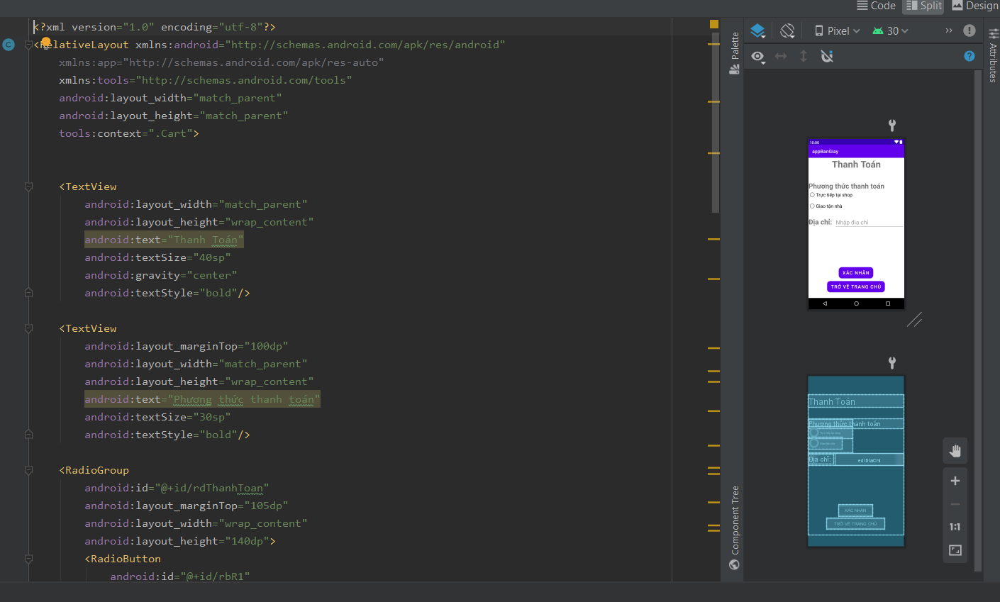 Code Split Design
<?xml version="1.0" encoding="utf-8"?>
<RelativeLayout xmlns:android="http://schemas.android.com/apk/res/android"
xmlns:app="http://schemas.android.com/apk/res-auto"
xmlns:tools="http://schemas.android.com/tools"
android:layout_width="match_parent"
android:layout_height="match_parent"
tools:context=".Cart">
<TextView
android:layout_width="match_parent"
android:layout_height="wrap_content"
android:text="Thanh Toán"
android:textSize="40sp"
android:gravity="center"
android:textStyle="bold"/>
<TextView
android:layout_marginTop="100dp"
android:layout_width="match_parent"
android:layout_height="wrap_content"
android:text="Phương thức thanh toán"
android:textSize="30sp"
android:textStyle="bold"/>
<RadioGroup
android:id="@+id/rdThanhToan"
android:layout_marginTop="105dp"
android:layout_width="wrap_content"
android:layout_height="140dp">
<RadioButton
android:id="@+id/rbR1"
C
Palette
Component Tree
Pixel 30 »
?
Attributes
10:00
appBanGiay
Thanh Toán
Phương thức thanh toán
Trực tiếp tại shop
Giao tận nhà
Địa chỉ: Nhập địa chỉ
XÁC NHẬN
TRỞ VỀ TRANG CHỦ
Thanh Toán
Phương thức thanh toán
Địa chỉ: edtDiaChi
XÁC NHẬN
TRỞ VỀ TRANG CHỦ
1:1